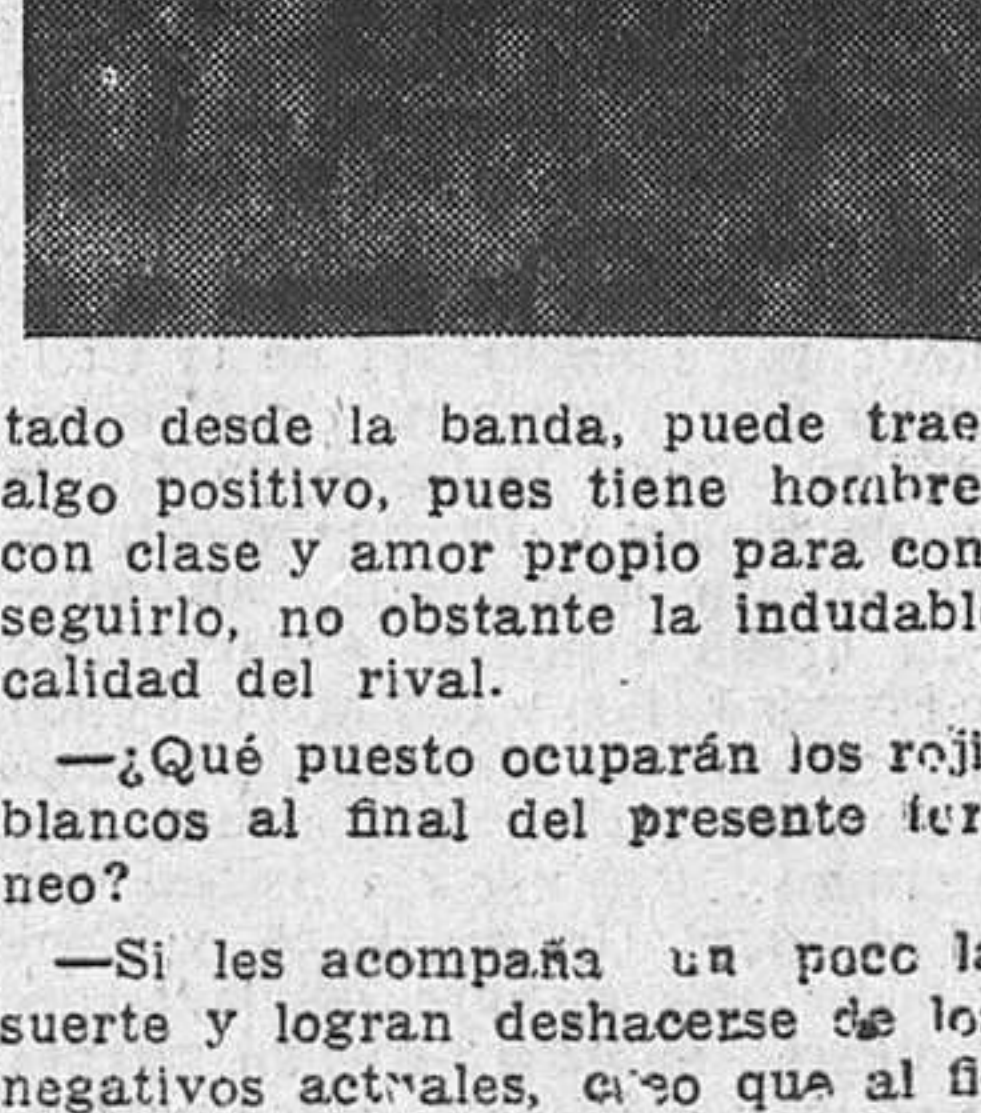 tado desde la banda, puede trae
algo positivo, pues tiene hombre
con clase y amor propio para con
seguirlo, no obstante la indudabl
calidad del rival.
—¿Qué puesto ocuparán los roji
blancos al final del presente tor
neo?
—Si les acompaña un poco la
suerte y logran deshacerse de los
negativos actuales, creo que al fi